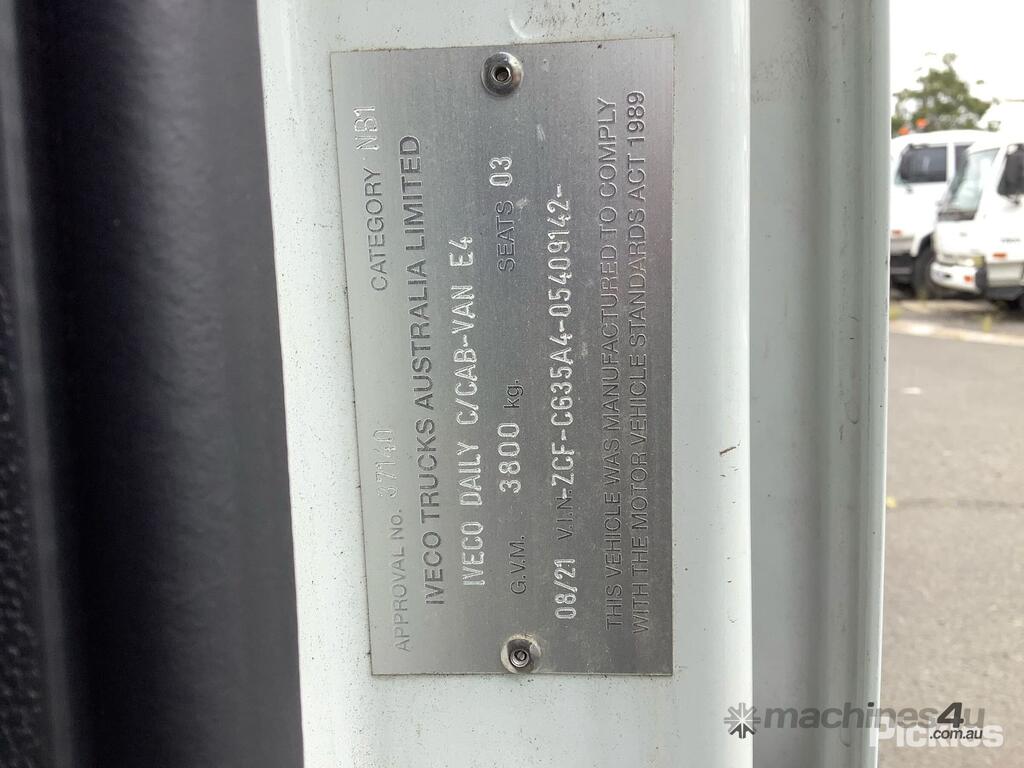 APPROVAL No. 37140 CATEGORY NB1
IVECO TRUCKS AUSTRALIA LIMITED
IVECO DAILY C/CAB-VAN E4
G.V.M. 3800 kg. SEATS 03
08/21 V.I.N. ZCF-CG35A4-05409142-
THIS VEHICLE WAS MANUFACTURED TO COMPLY
WITH THE MOTOR VEHICLE STANDARDS ACT 1989
machines4u
.com.au
Pickles